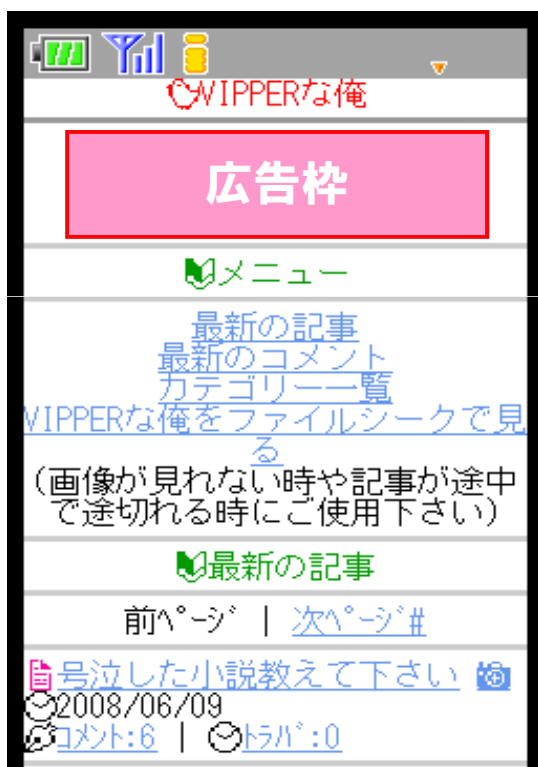 VIPPERな俺
広告枠
メニュー
最新の記事
最新のコメント
カテゴリー一覧
VIPPERな俺をファイルシークで見
る
(画像が見れない時や記事が途中
で途切れる時にご使用下さい)
最新の記事
前ﾍﾟｰｼﾞ | 次ﾍﾟｰｼﾞ#
号泣した小説教えて下さい
2008/06/09
ｺﾒﾝﾄ:6 | ﾄﾗﾊﾞ:0